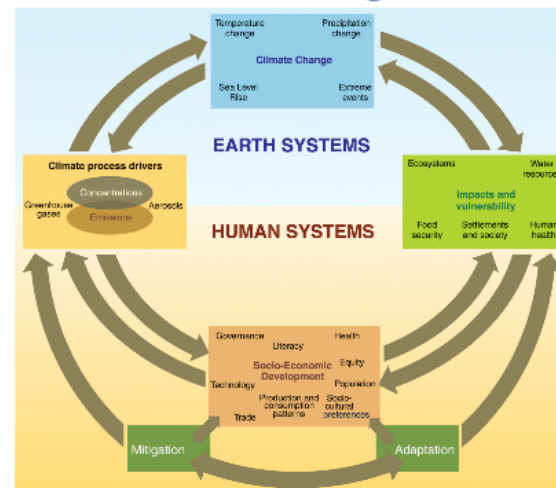 Temperature
change
Precipitation
change
Climate Change
Sea Level
Rise
Extreme
events
EARTH SYSTEMS
Climate process drivers
Concentrations
Greenhouse
gases
Aerosols
Emissions
Ecosystems
Water
resource
Impacts and
vulnerability
Food
security
Settlements
and society
Human
health
HUMAN SYSTEMS
Governance
Literacy
Health
Equity
Socio-Economic
Development
Technology
Population
Production and
consumption
patterns
Socio-
cultural
preferences
Trade
Mitigation
Adaptation